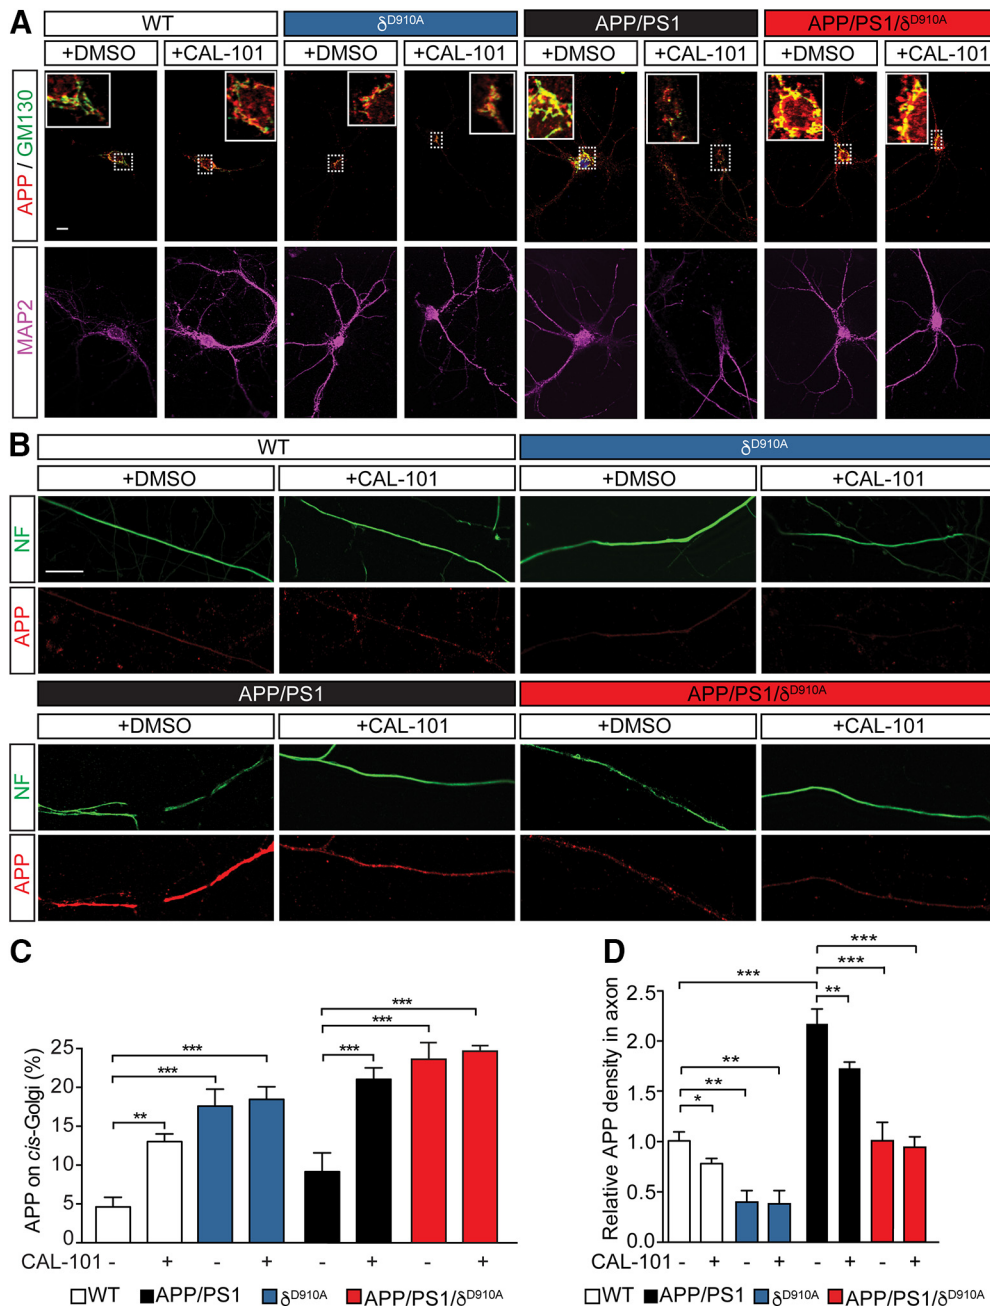 A
WT δD910A APP/PS1 APP/PS1/δD910A
+DMSO +CAL-101 +DMSO +CAL-101 +DMSO +CAL-101 +DMSO +CAL-101
APP / GM130
MAP2
B
WT δD910A
+DMSO +CAL-101 +DMSO +CAL-101
NF
APP
APP/PS1 APP/PS1/δD910A
+DMSO +CAL-101 +DMSO +CAL-101
NF
APP
C
APP on cis-Golgi (%)
25
20
15
10
5
0
** *** *** *** *** ***
CAL-101 - + - + - + - +
WT APP/PS1 δD910A APP/PS1/δD910A
D
Relative APP density in axon
2.5
2.0
1.5
1.0
0.5
0.0
* ** ** *** ** *** ***
CAL-101 - + - + - + - +
WT APP/PS1 δD910A APP/PS1/δD910A